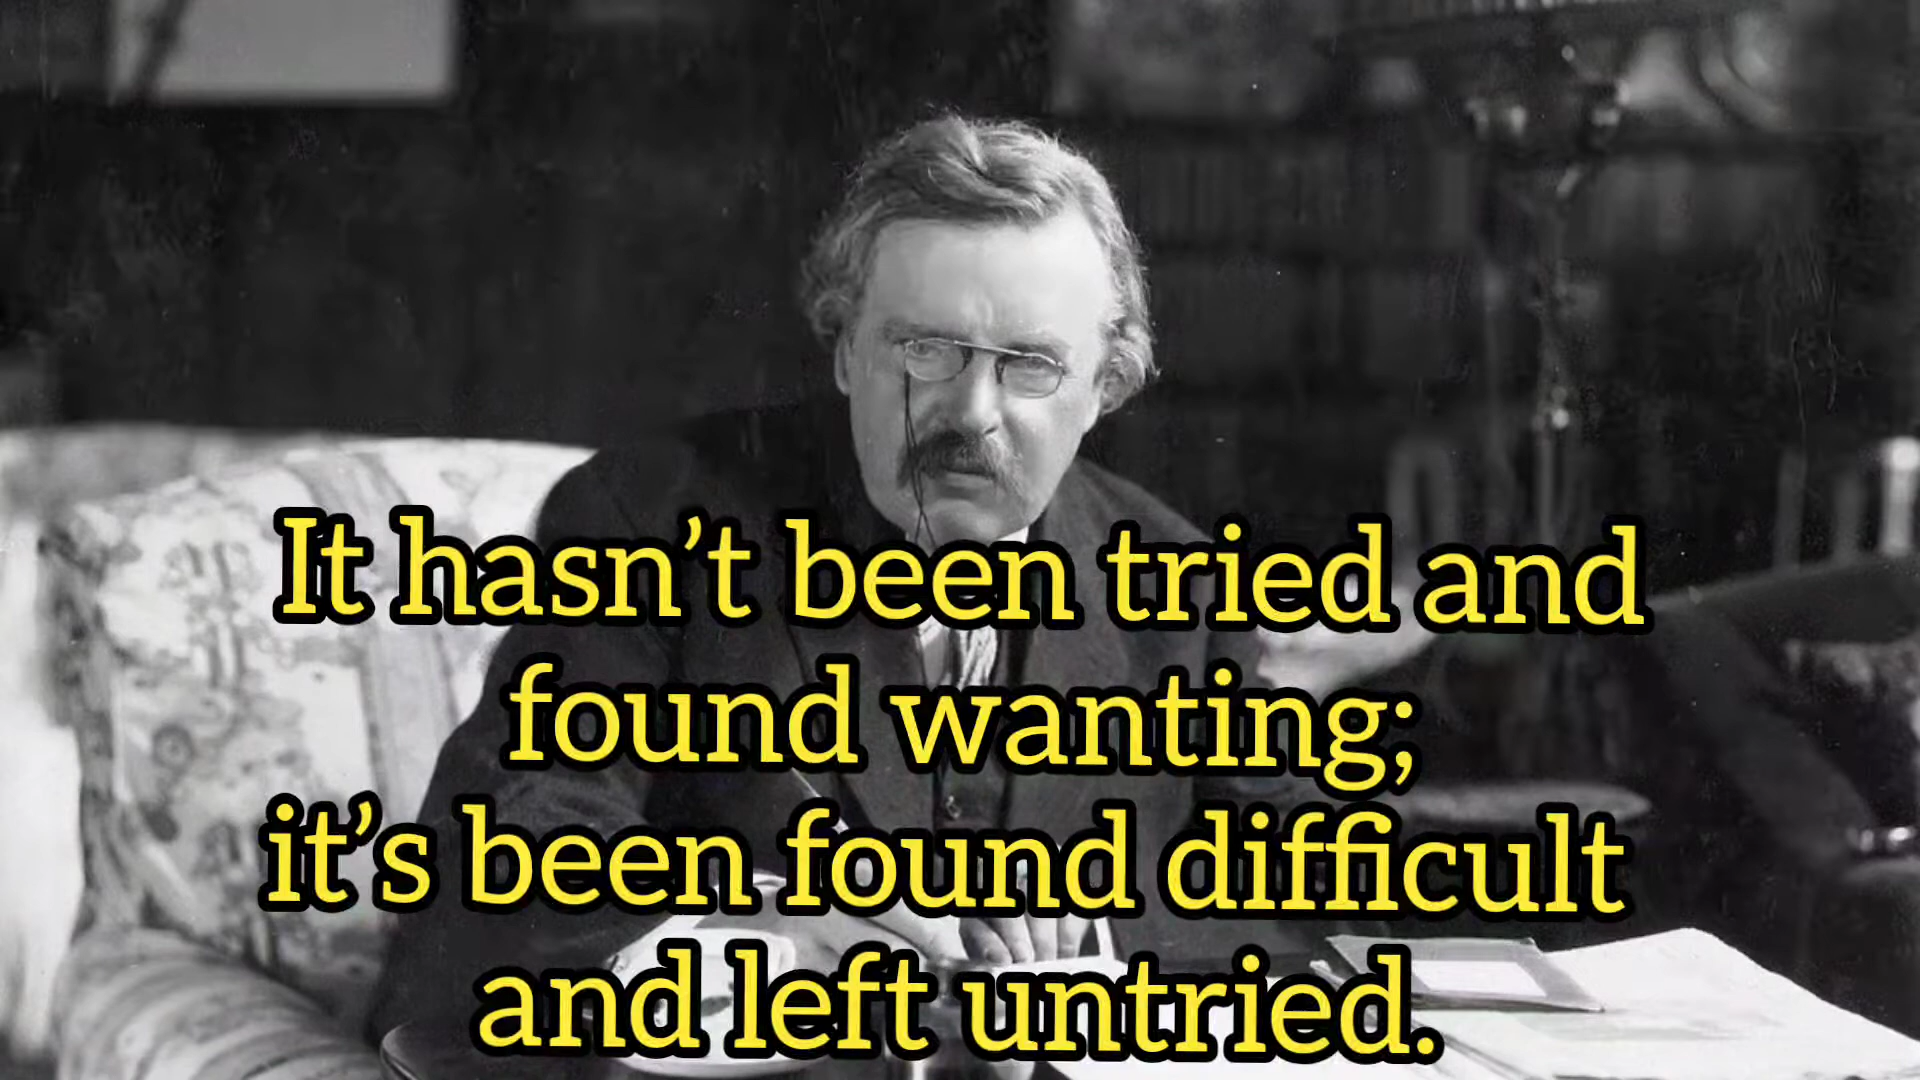 It hasn’t been tried and
found wanting;
it’s been found difficult
and left untried.